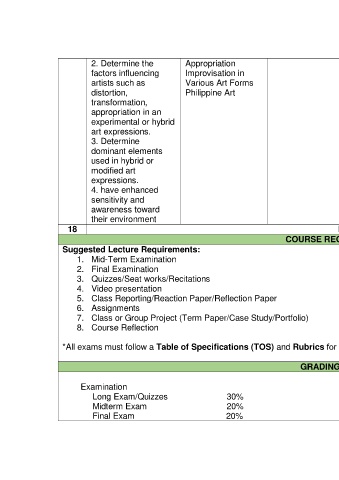 2. Determine the
factors influencing
artists such as
distortion,
transformation,
appropriation in an
experimental or hybrid
art expressions.
3. Determine
dominant elements
used in hybrid or
modified art
expressions.
4. have enhanced
sensitivity and
awareness toward
their environment
Appropriation
Improvisation in
Various Art Forms
Philippine Art
18
COURSE REQ
Suggested Lecture Requirements:
1. Mid-Term Examination
2. Final Examination
3. Quizzes/Seat works/Recitations
4. Video presentation
5. Class Reporting/Reaction Paper/Reflection Paper
6. Assignments
7. Class or Group Project (Term Paper/Case Study/Portfolio)
8. Course Reflection
*All exams must follow a Table of Specifications (TOS) and Rubrics for
GRADING
Examination
Long Exam/Quizzes 30%
Midterm Exam 20%
Final Exam 20%